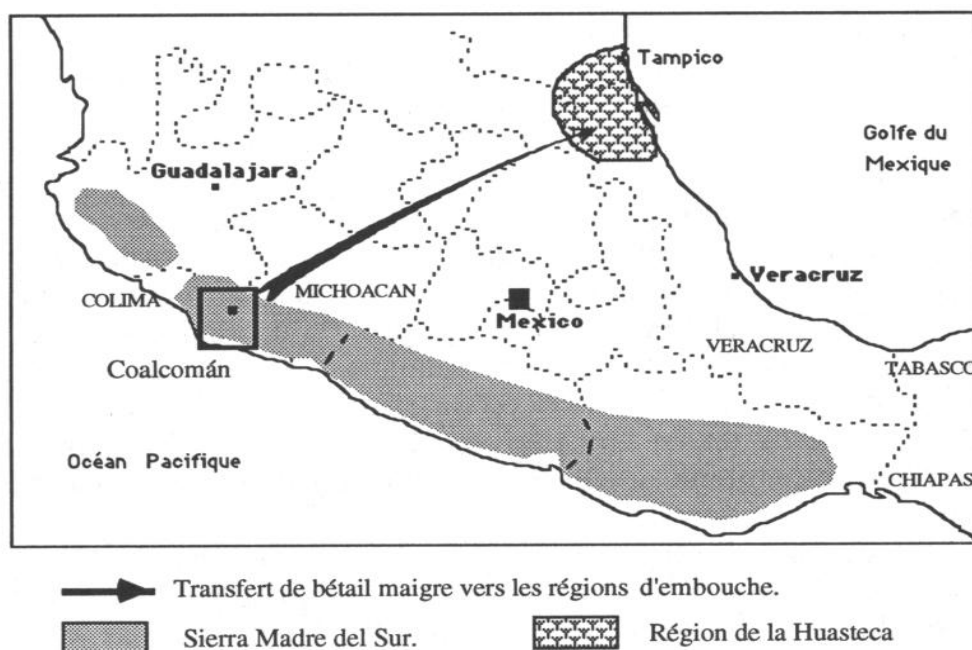 Tampico
Golfe du
Mexique
Guadalajara
Veracruz
COLIMA
MICHOACAN
Mexico
VERACRUZ
Coalcomán
TABASCO
Océan Pacifique
CHIAPAS
Transfert de bétail maigre vers les régions d'embouche.
Sierra Madre del Sur.
Région de la Huasteca